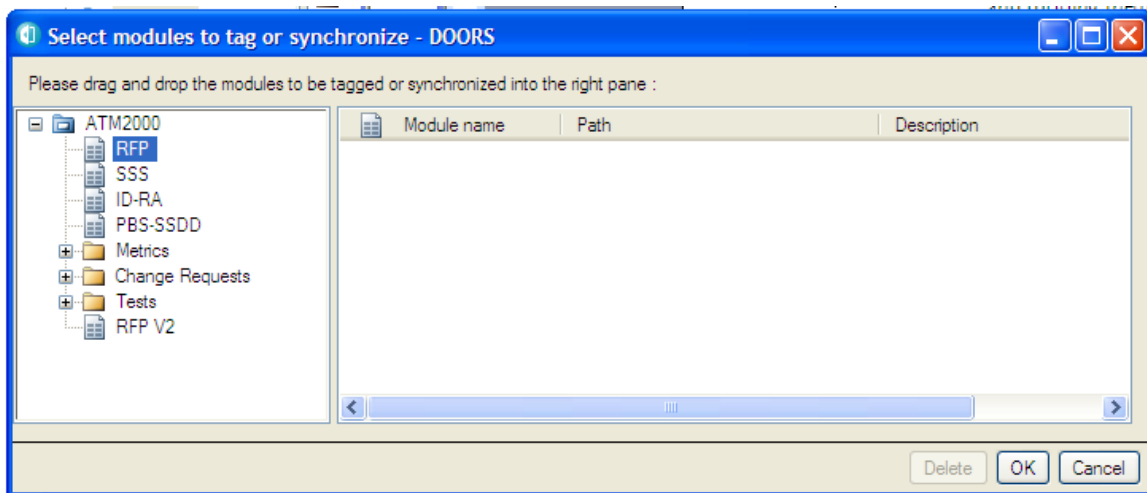 Select modules to tag or synchronize - DOORS
Please drag and drop the modules to be tagged or synchronized into the right pane :
ATM2000
RFP
SSS
ID-RA
PBS-SSDD
Metrics
Change Requests
Tests
RFP V2
Module name Path Description
Delete OK Cancel